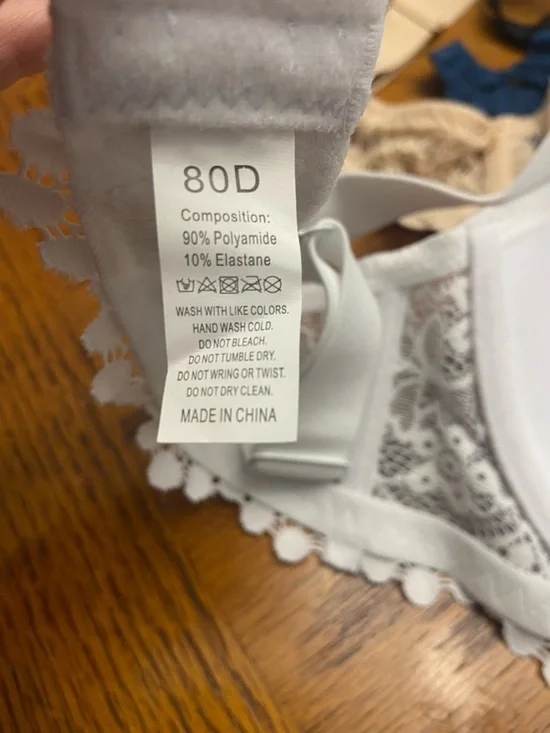 80D
Composition:
90% Polyamide
10% Elastane
WASH WITH LIKE COLORS.
HAND WASH COLD.
DO NOT BLEACH.
DO NOT TUMBLE DRY.
DO NOT WRING OR TWIST.
DO NOT DRY CLEAN.
MADE IN CHINA